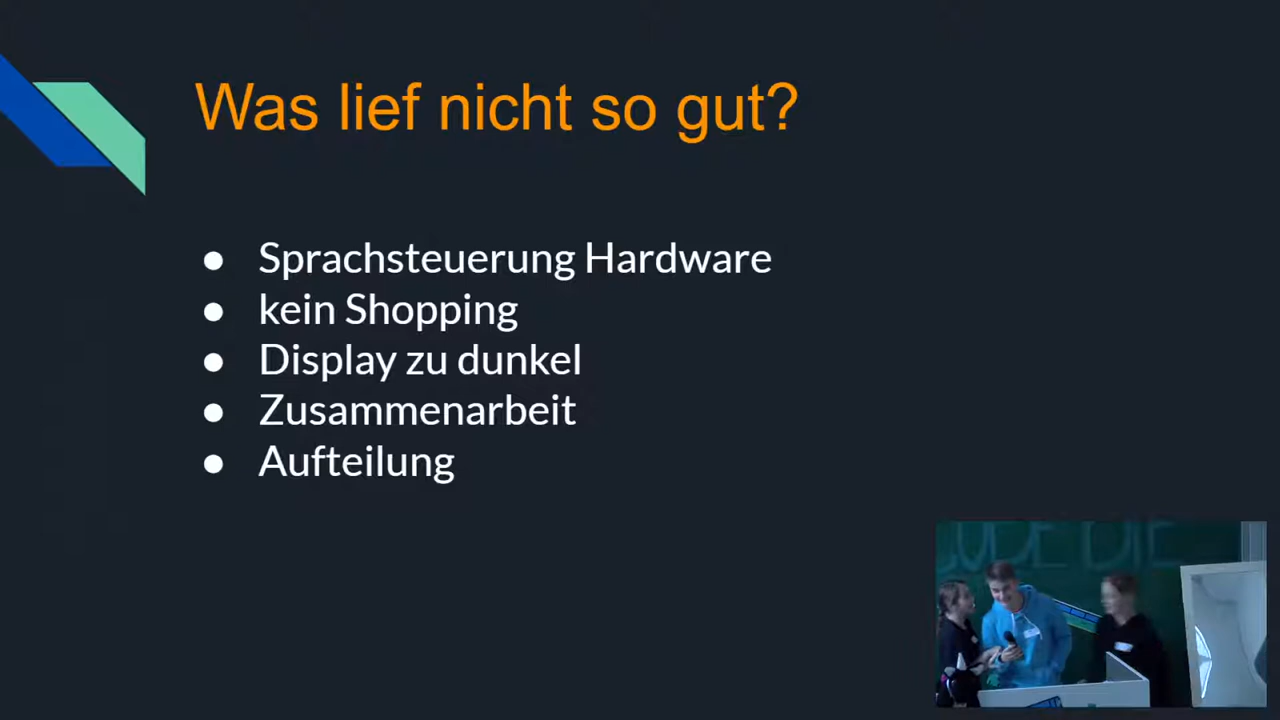 Was lief nicht so gut?
● Sprachsteuerung Hardware
● kein Shopping
● Display zu dunkel
● Zusammenarbeit
● Aufteilung